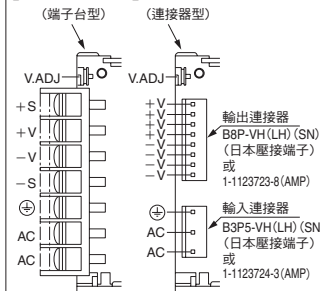 （端子台型）
（連接器型）
V.ADJ
+S
+V
−V
−S
AC
AC
V.ADJ
+V
+V
+V
+V
−V
−V
−V
−V
AC
AC
輸出連接器
B8P-VH(LH)(SN)
（日本壓接端子）
或
1-1123723-8(AMP)
輸入連接器
B3P5-VH(LH)(SN
（日本壓接端子）
或
1-1123724-3(AMP)